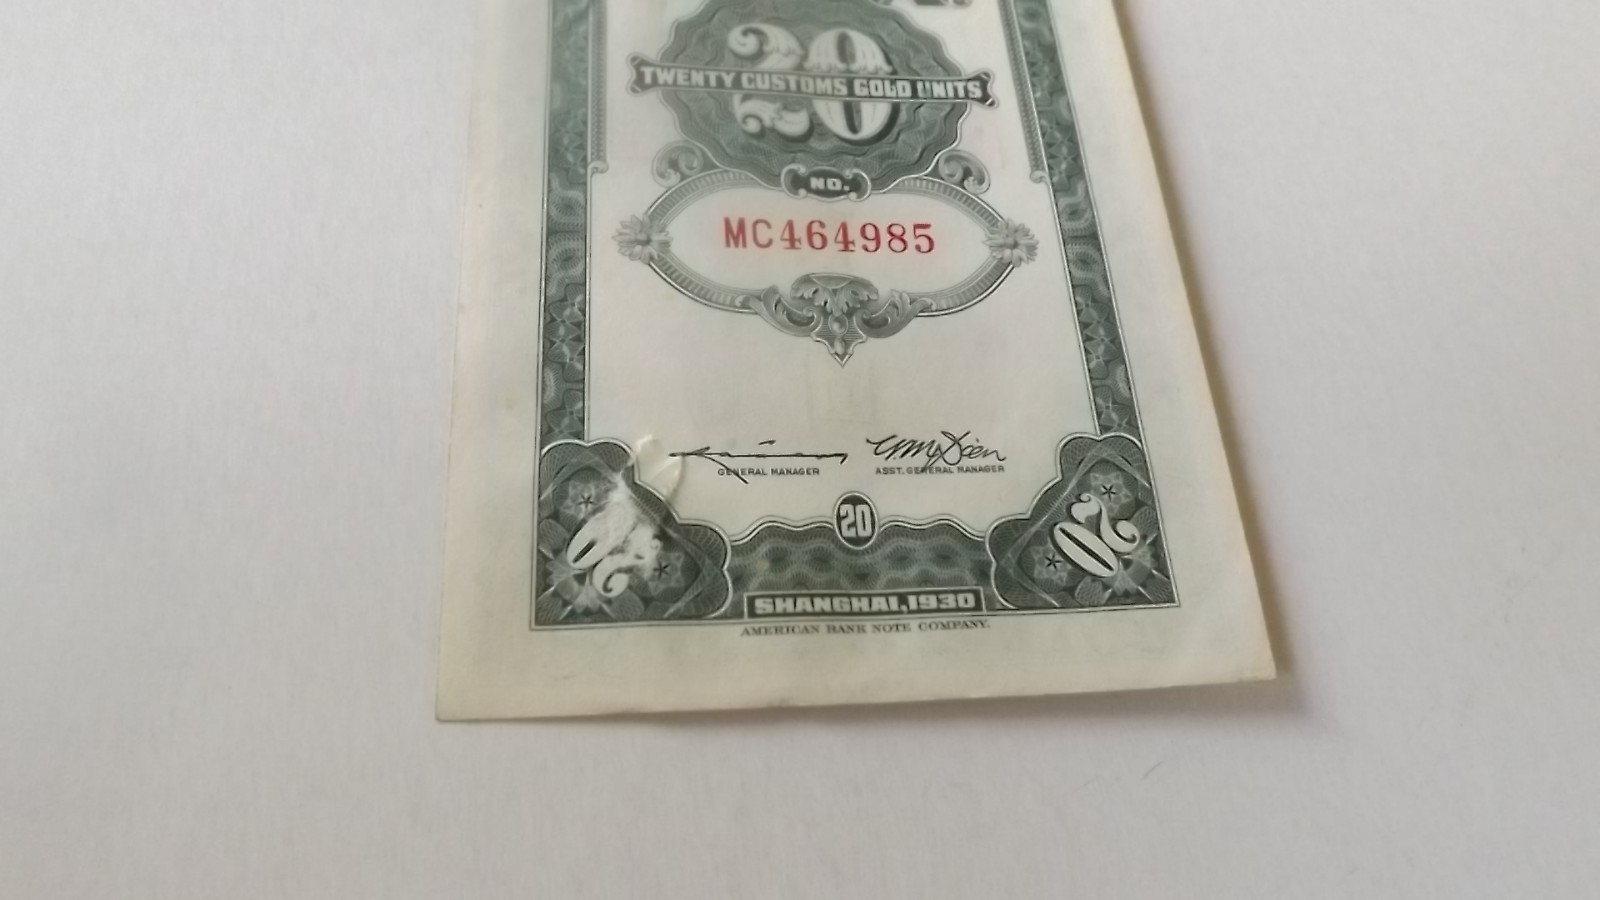 20
TWENTY CUSTOMS GOLD UNITS
NO.
MC464985
GENERAL MANAGER
ASST. GENERAL MANAGER
20
20
20
SHANGHAI, 1930
AMERICAN BANK NOTE COMPANY.